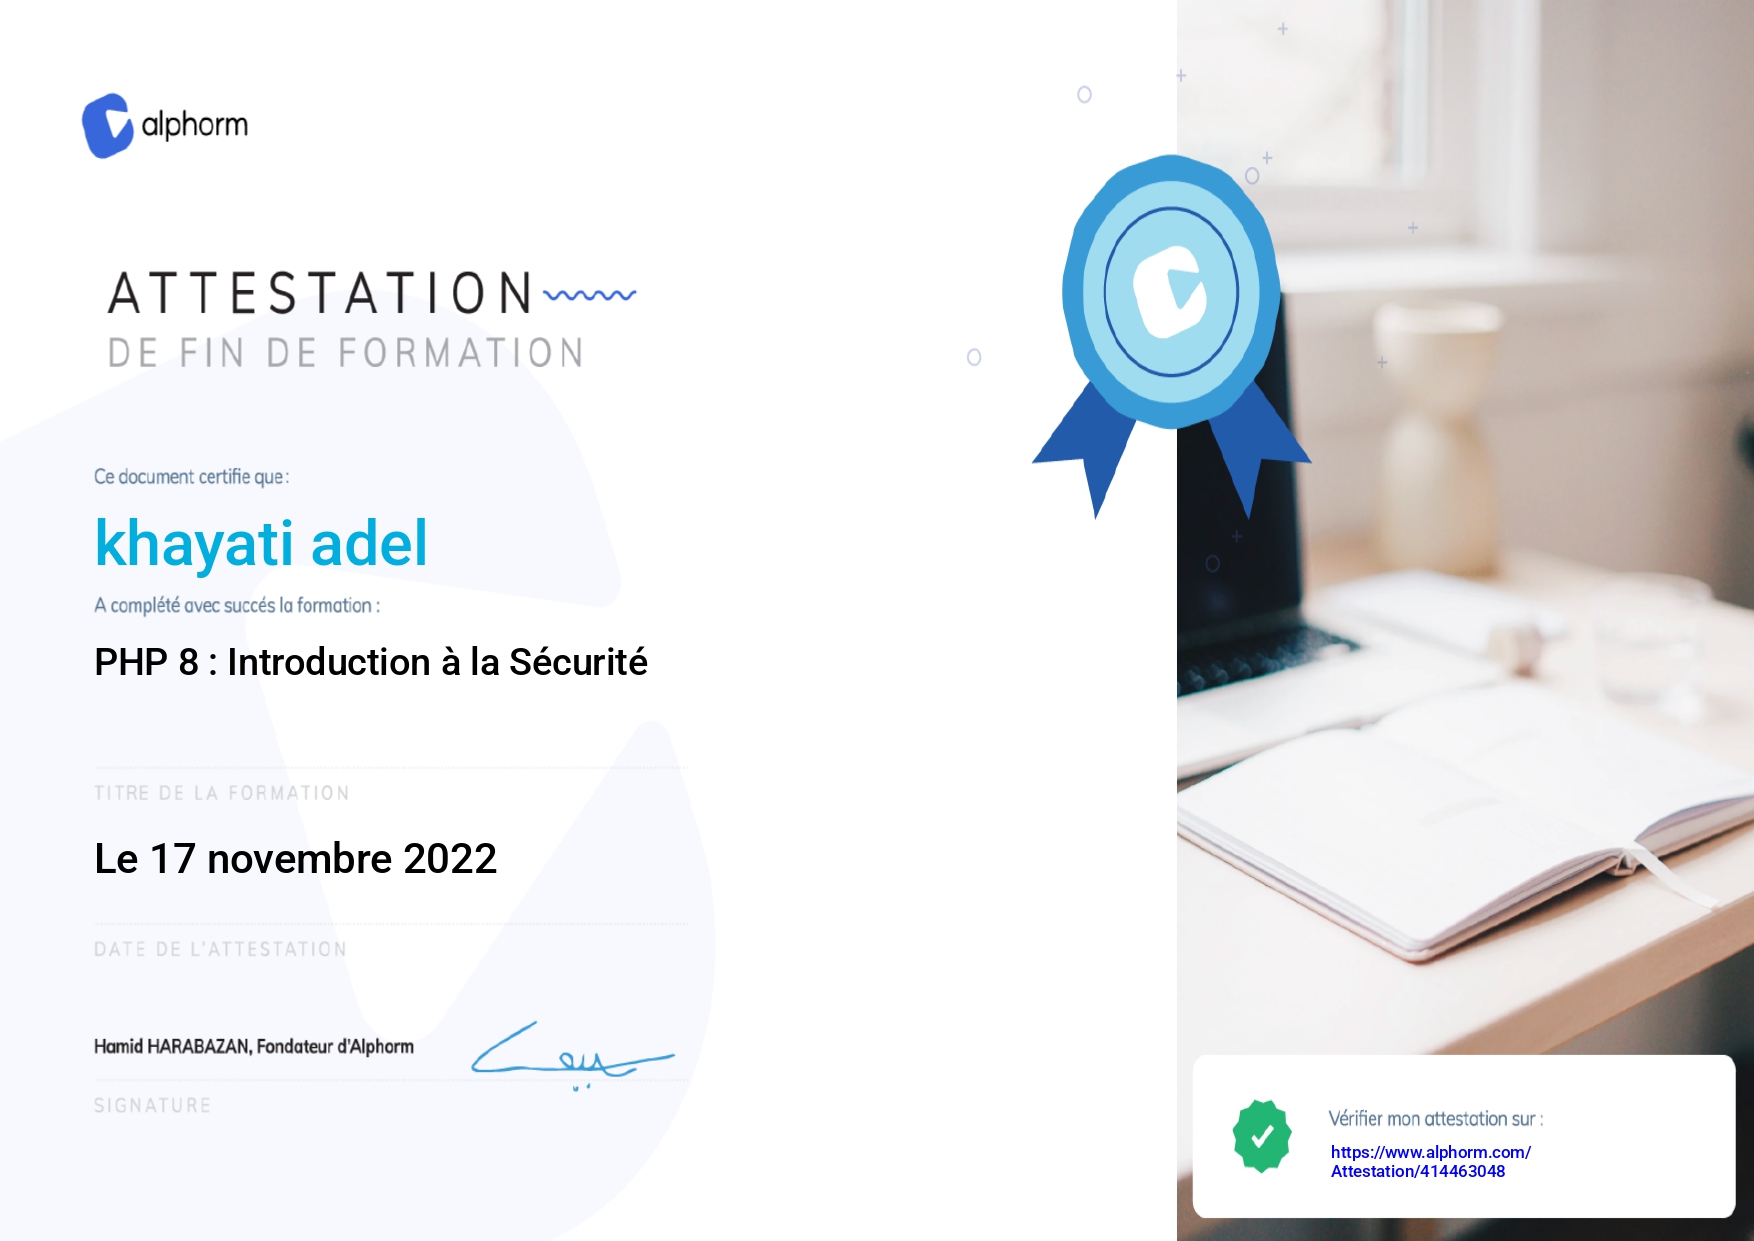 alphorm
ATTESTATION
DE FIN DE FORMATION
Ce document certifie que :
khayati adel
A complété avec succés la formation :
PHP 8 : Introduction à la Sécurité
TITRE DE LA FORMATION
Le 17 novembre 2022
DATE DE L'ATTESTATION
Hamid HARABAZAN, Fondateur d'Alphorm
SIGNATURE
Vérifier mon attestation sur :
https://www.alphorm.com/
Attestation/414463048